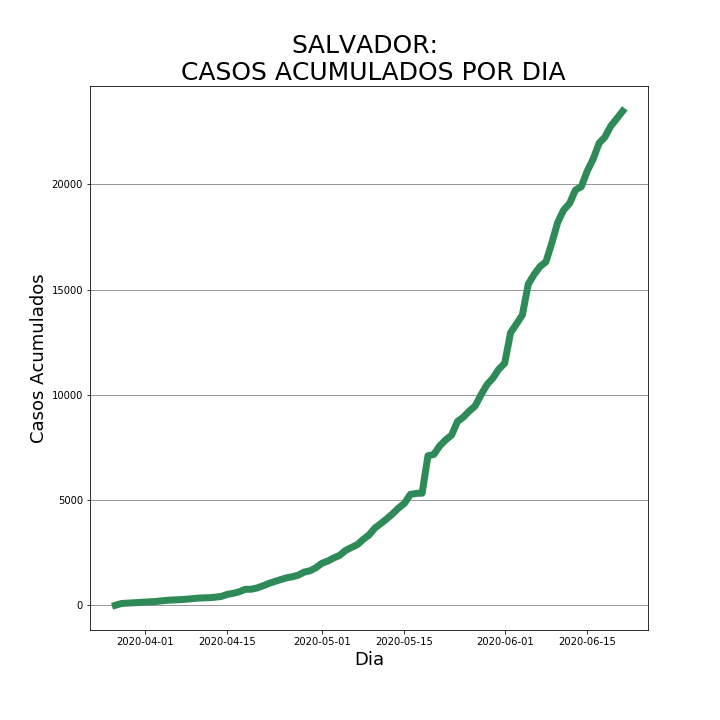 SALVADOR:
CASOS ACUMULADOS POR DIA
Casos Acumulados
20000
15000
10000
5000
0
2020-04-01
2020-04-15
2020-05-01
2020-05-15
2020-06-01
2020-06-15
Dia